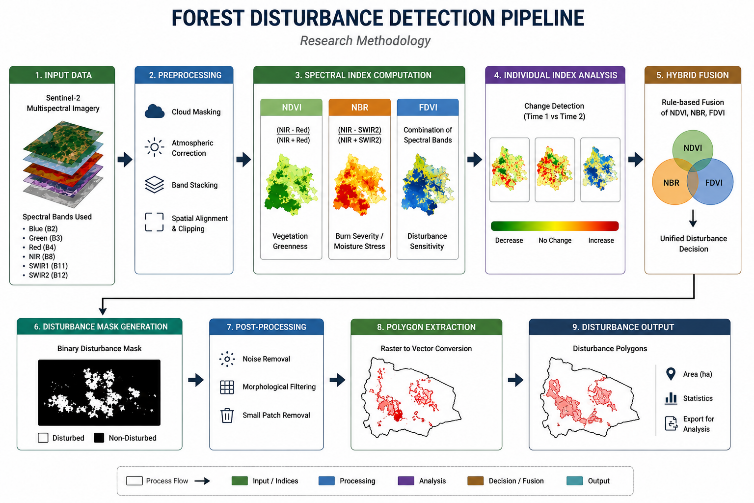 FOREST DISTURBANCE DETECTION PIPELINE
Research Methodology
1. INPUT DATA
Sentinel-2
Multispectral Imagery
Spectral Bands Used
• Blue (B2)
• Green (B3)
• Red (B4)
• NIR (B8)
• SWIR1 (B11)
• SWIR2 (B12)
2. PREPROCESSING
Cloud Masking
Atmospheric
Correction
Band Stacking
Spatial Alignment
& Clipping
3. SPECTRAL INDEX COMPUTATION
NDVI
(NIR - Red)
(NIR + Red)
Vegetation
Greenness
NBR
(NIR - SWIR2)
(NIR + SWIR2)
Burn Severity /
Moisture Stress
FDVI
Combination of
Spectral Bands
Disturbance
Sensitivity
4. INDIVIDUAL INDEX ANALYSIS
Change Detection
(Time 1 vs Time 2)
Decrease No Change Increase
5. HYBRID FUSION
Rule-based Fusion
of NDVI, NBR, FDVI
NDVI
NBR FDVI
Unified Disturbance
Decision
6. DISTURBANCE MASK GENERATION
Binary Disturbance Mask
Disturbed Non-Disturbed
7. POST-PROCESSING
Noise Removal
Morphological Filtering
Small Patch Removal
8. POLYGON EXTRACTION
Raster to Vector Conversion
9. DISTURBANCE OUTPUT
Disturbance Polygons
Area (ha)
Statistics
Export for
Analysis
Process Flow Input / Indices Processing Analysis Decision / Fusion Output